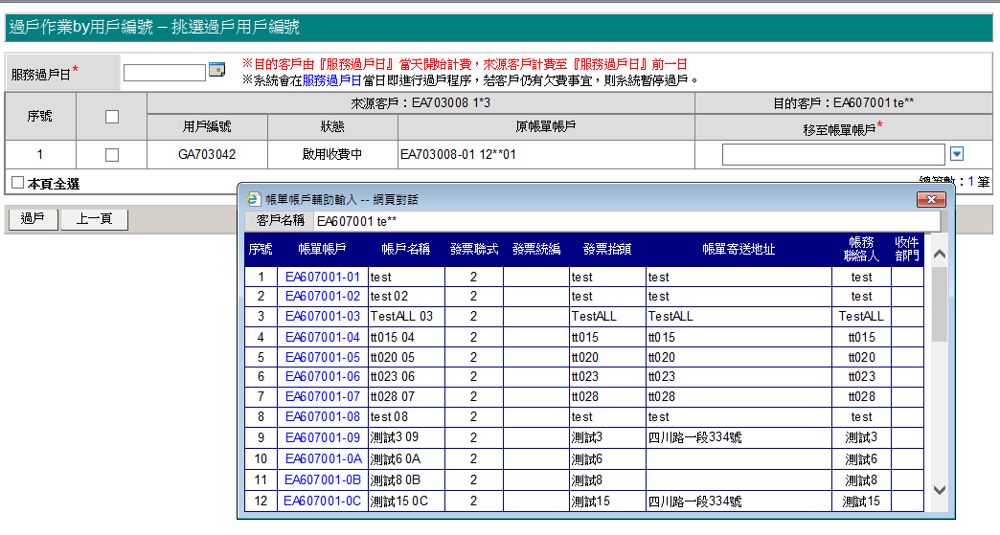 過戶作業by用戶編號 – 挑選過戶用戶編號
服務過戶日*
※目的客戶由『服務過戶日』當天開始計費，來源客戶計費至『服務過戶日』前一日
※系統會在服務過戶日當日即進行過戶程序，若客戶仍有欠費事宜，則系統暫停過戶。
序號 來源客戶：EA703008 1*3 目的客戶：EA607001 te**
用戶編號 狀態 原帳單帳戶 移至帳單帳戶*
1 GA703042 啟用收費中 EA703008-01 12**01
本頁全選 總筆數：1 筆
過戶 上一頁
帳單帳戶輔助輸入 -- 網頁對話
客戶名稱 EA607001 te**
序號 帳單帳戶 帳戶名稱 發票聯式 發票統編 發票抬頭 帳單寄送地址 帳務聯絡人 收件部門
1 EA607001-01 test 2 test test test
2 EA607001-02 test 02 2 test test test
3 EA607001-03 TestALL 03 2 TestALL TestALL TestALL
4 EA607001-04 tt015 04 2 tt015 tt015 tt015
5 EA607001-05 tt020 05 2 tt020 tt020 tt020
6 EA607001-06 tt023 06 2 tt023 tt023 tt023
7 EA607001-07 tt028 07 2 tt028 tt028 tt028
8 EA607001-08 test 08 2 test test test
9 EA607001-09 測試3 09 2 測試3 四川路一段334號 測試3
10 EA607001-0A 測試6 0A 2 測試6 測試6
11 EA607001-0B 測試8 0B 2 測試8 測試8
12 EA607001-0C 測試15 0C 2 測試15 四川路一段334號 測試15